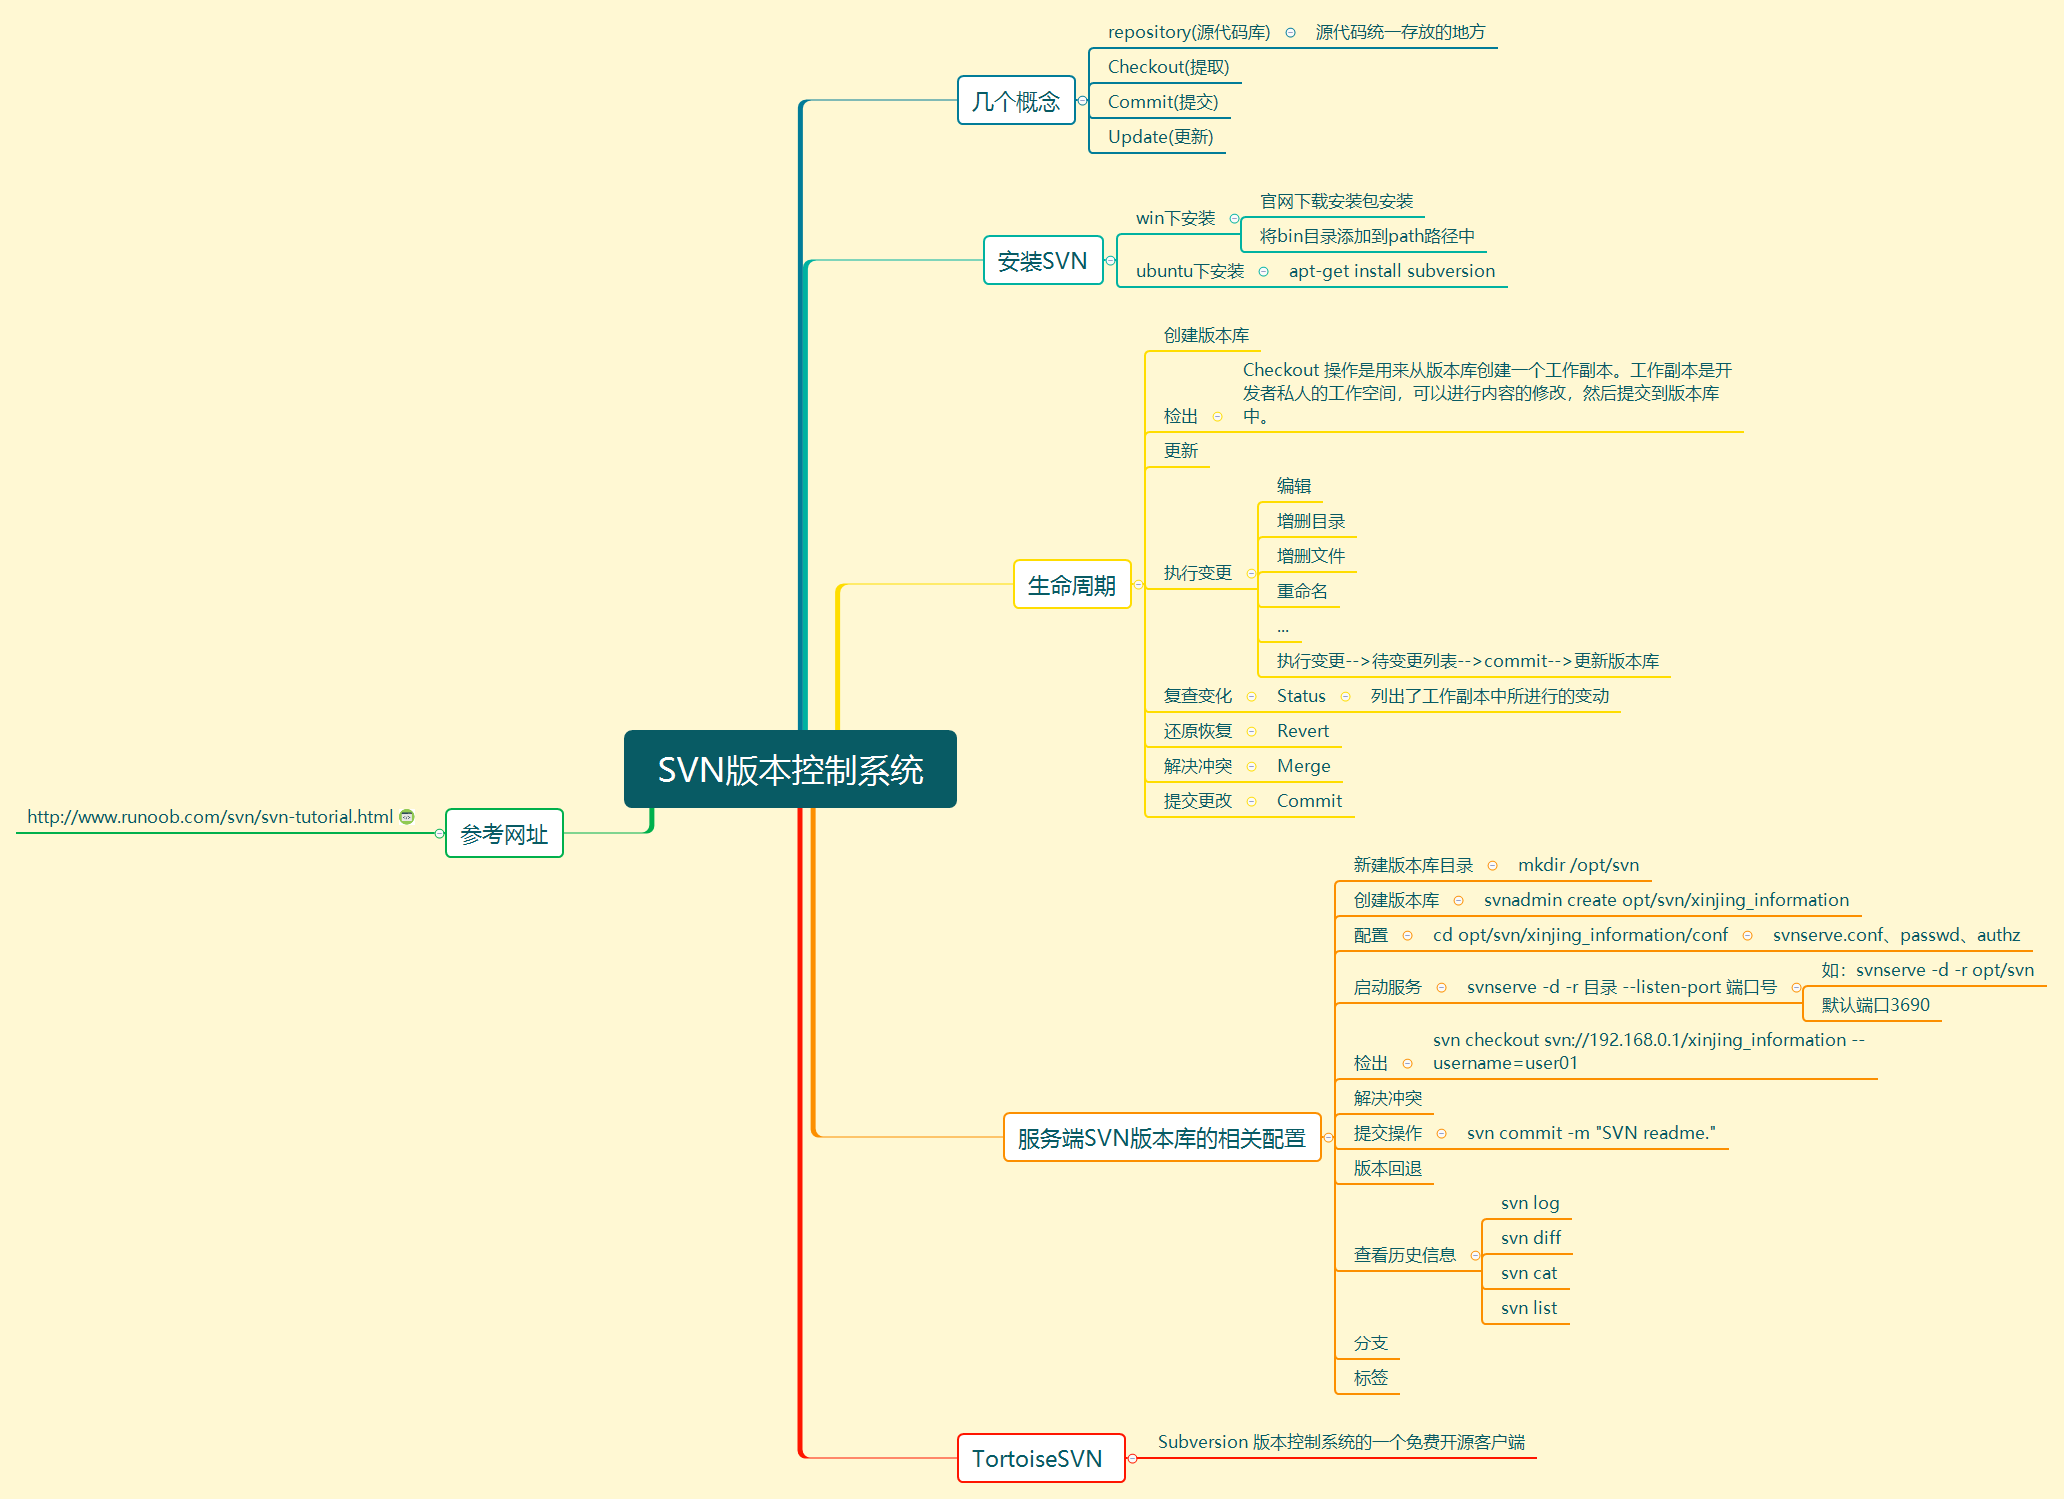 SVN版本控制系统
几个概念
repository(源代码库)
源代码统一存放的地方
Checkout(提取)
Commit(提交)
Update(更新)
安装SVN
win下安装
官网下载安装包安装
将bin目录添加到path路径中
ubuntu下安装
apt-get install subversion
生命周期
创建版本库
检出
Checkout 操作是用来从版本库创建一个工作副本。工作副本是开
发者私人的工作空间，可以进行内容的修改，然后提交到版本库
中。
更新
执行变更
编辑
增删目录
增删文件
重命名
...
执行变更-->待变更列表-->commit-->更新版本库
复查变化
Status
列出了工作副本中所进行的变动
还原恢复
Revert
解决冲突
Merge
提交更改
Commit
服务端SVN版本库的相关配置
新建版本库目录
mkdir /opt/svn
创建版本库
svnadmin create opt/svn/xinjing_information
配置
cd opt/svn/xinjing_information/conf
svnserve.conf、passwd、authz
启动服务
svnserve -d -r 目录 --listen-port 端口号
如：svnserve -d -r opt/svn
默认端口3690
检出
svn checkout svn://192.168.0.1/xinjing_information --
username=user01
解决冲突
提交操作
svn commit -m "SVN readme."
版本回退
查看历史信息
svn log
svn diff
svn cat
svn list
分支
标签
TortoiseSVN
Subversion 版本控制系统的一个免费开源客户端
参考网址
http://www.runoob.com/svn/svn-tutorial.html